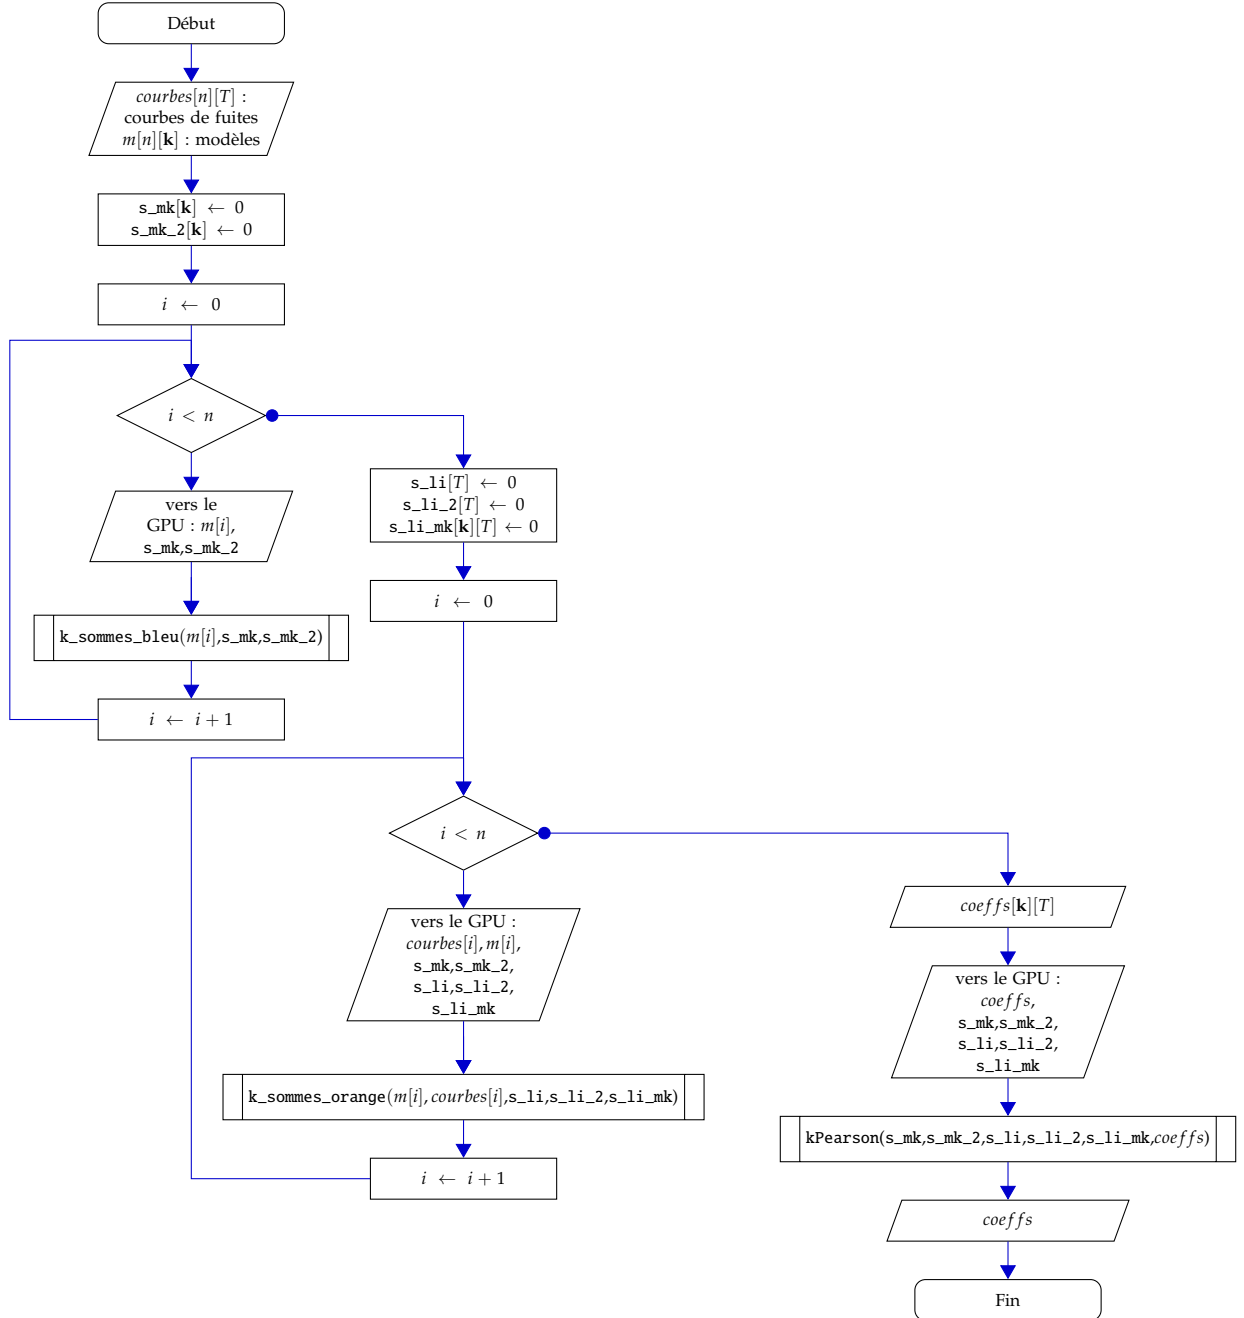 Début
courbes[n][T] :
courbes de fuites
m[n][k] : modèles
s_mk[k] ← 0
s_mk_2[k] ← 0
i ← 0
i < n
vers le
GPU : m[i],
s_mk,s_mk_2
k_sommes_bleu(m[i],s_mk,s_mk_2)
i ← i + 1
s_li[T] ← 0
s_li_2[T] ← 0
s_li_mk[k][T] ← 0
i ← 0
i < n
vers le GPU :
courbes[i], m[i],
s_mk,s_mk_2,
s_li,s_li_2,
s_li_mk
k_sommes_orange(m[i], courbes[i],s_li,s_li_2,s_li_mk)
i ← i + 1
coeffs[k][T]
vers le GPU :
coeffs,
s_mk,s_mk_2,
s_li,s_li_2,
s_li_mk
kPearson(s_mk,s_mk_2,s_li,s_li_2,s_li_mk,coeffs)
coeffs
Fin